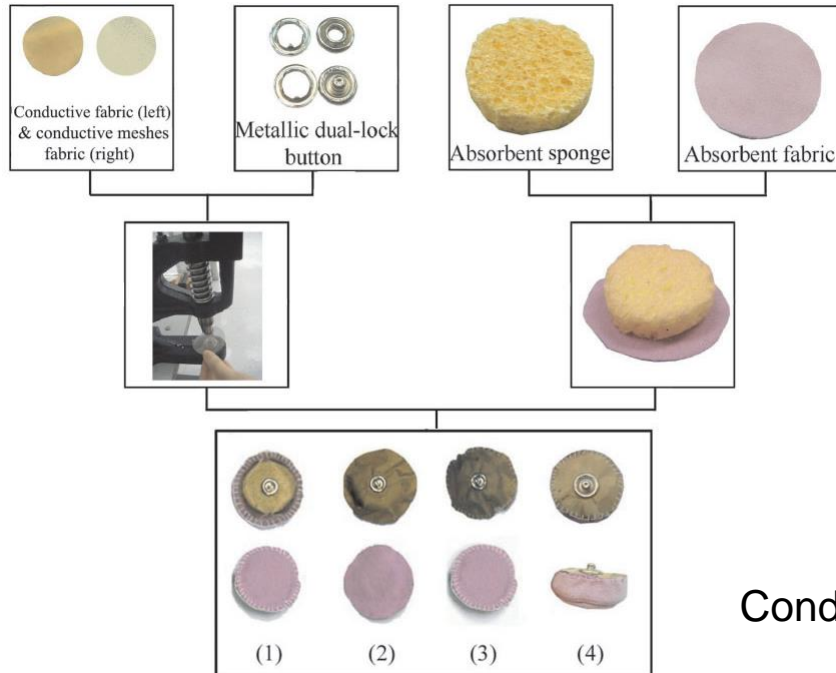 Conductive fabric (left)
& conductive meshes
fabric (right)
Metallic dual-lock
button
Absorbent sponge
Absorbent fabric
Cond
(1)
(2)
(3)
(4)